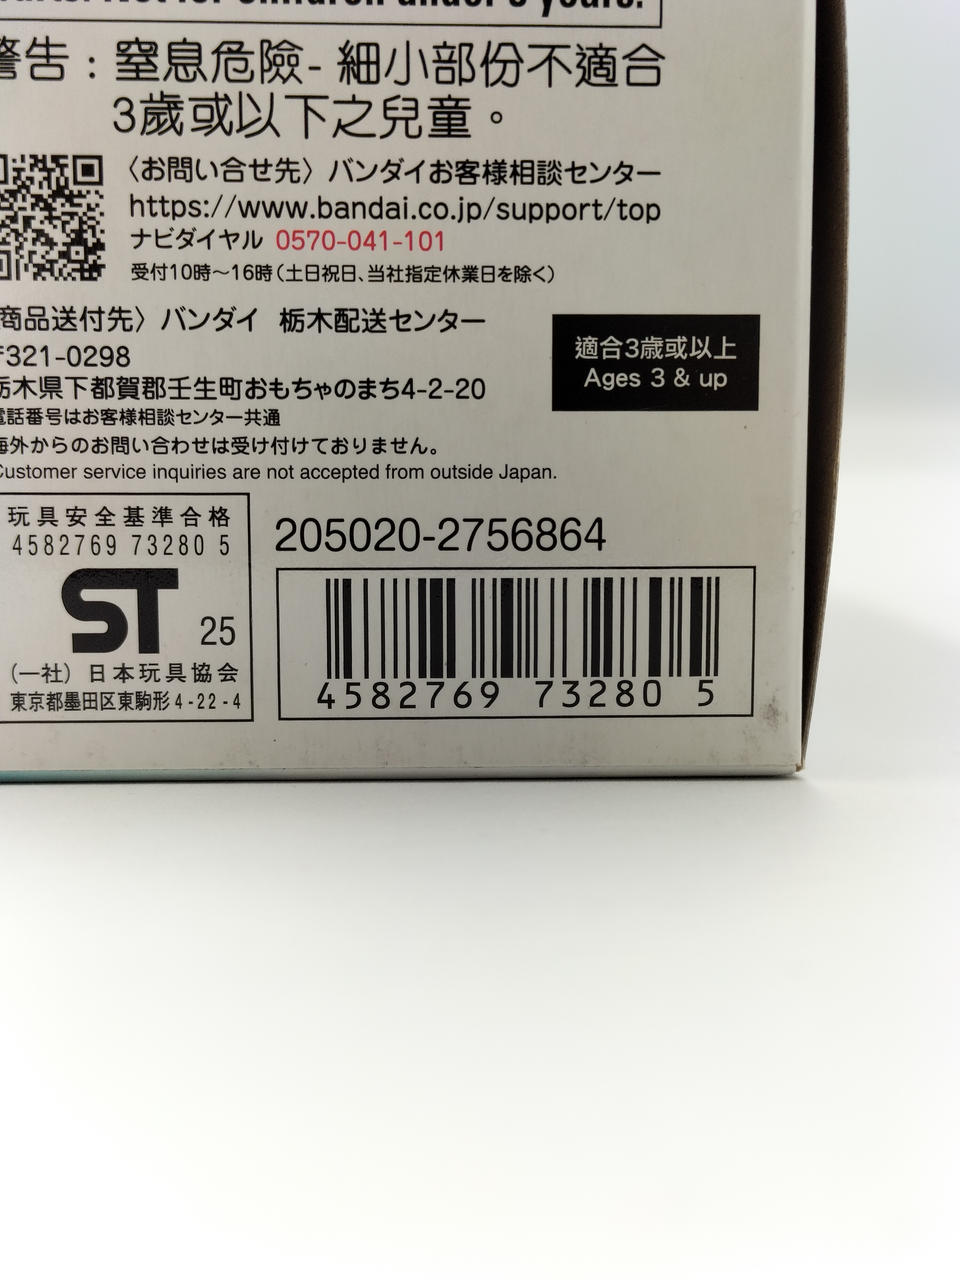 Not for children under 3 years.
警告：窒息危險- 細小部份不適合
3歲或以下之兒童。
〈お問い合せ先〉バンダイお客様相談センター
https://www.bandai.co.jp/support/top
ナビダイヤル 0570-041-101
受付10時～16時（土日祝日、当社指定休業日を除く）
商品送付先〉バンダイ 栃木配送センター
〒321-0298
栃木県下都賀郡壬生町おもちゃのまち4-2-20
電話番号はお客様相談センター共通
海外からのお問い合わせは受け付けておりません。
Customer service inquiries are not accepted from outside Japan.
適合3歳或以上
Ages 3 & up
玩具安全基準合格
4582769 73280 5
ST 25
（一社）日本玩具協会
東京都墨田区東駒形4-22-4
205020-2756864
4582769 73280 5